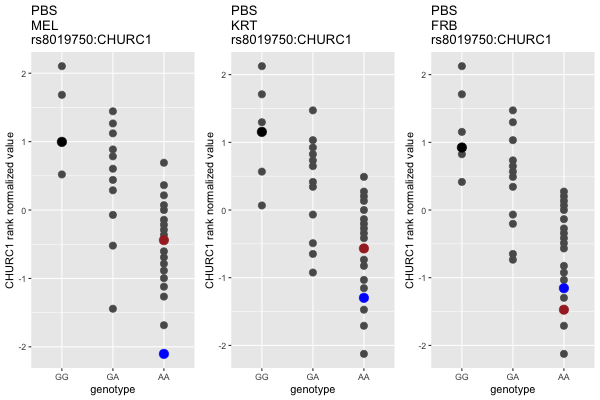 PBS
MEL
rs8019750:CHURC1
CHURC1 rank normalized value
2
1
0
-1
-2
GG
GA
AA
genotype
PBS
KRT
rs8019750:CHURC1
CHURC1 rank normalized value
2
1
0
-1
-2
GG
GA
AA
genotype
PBS
FRB
rs8019750:CHURC1
CHURC1 rank normalized value
2
1
0
-1
-2
GG
GA
AA
genotype